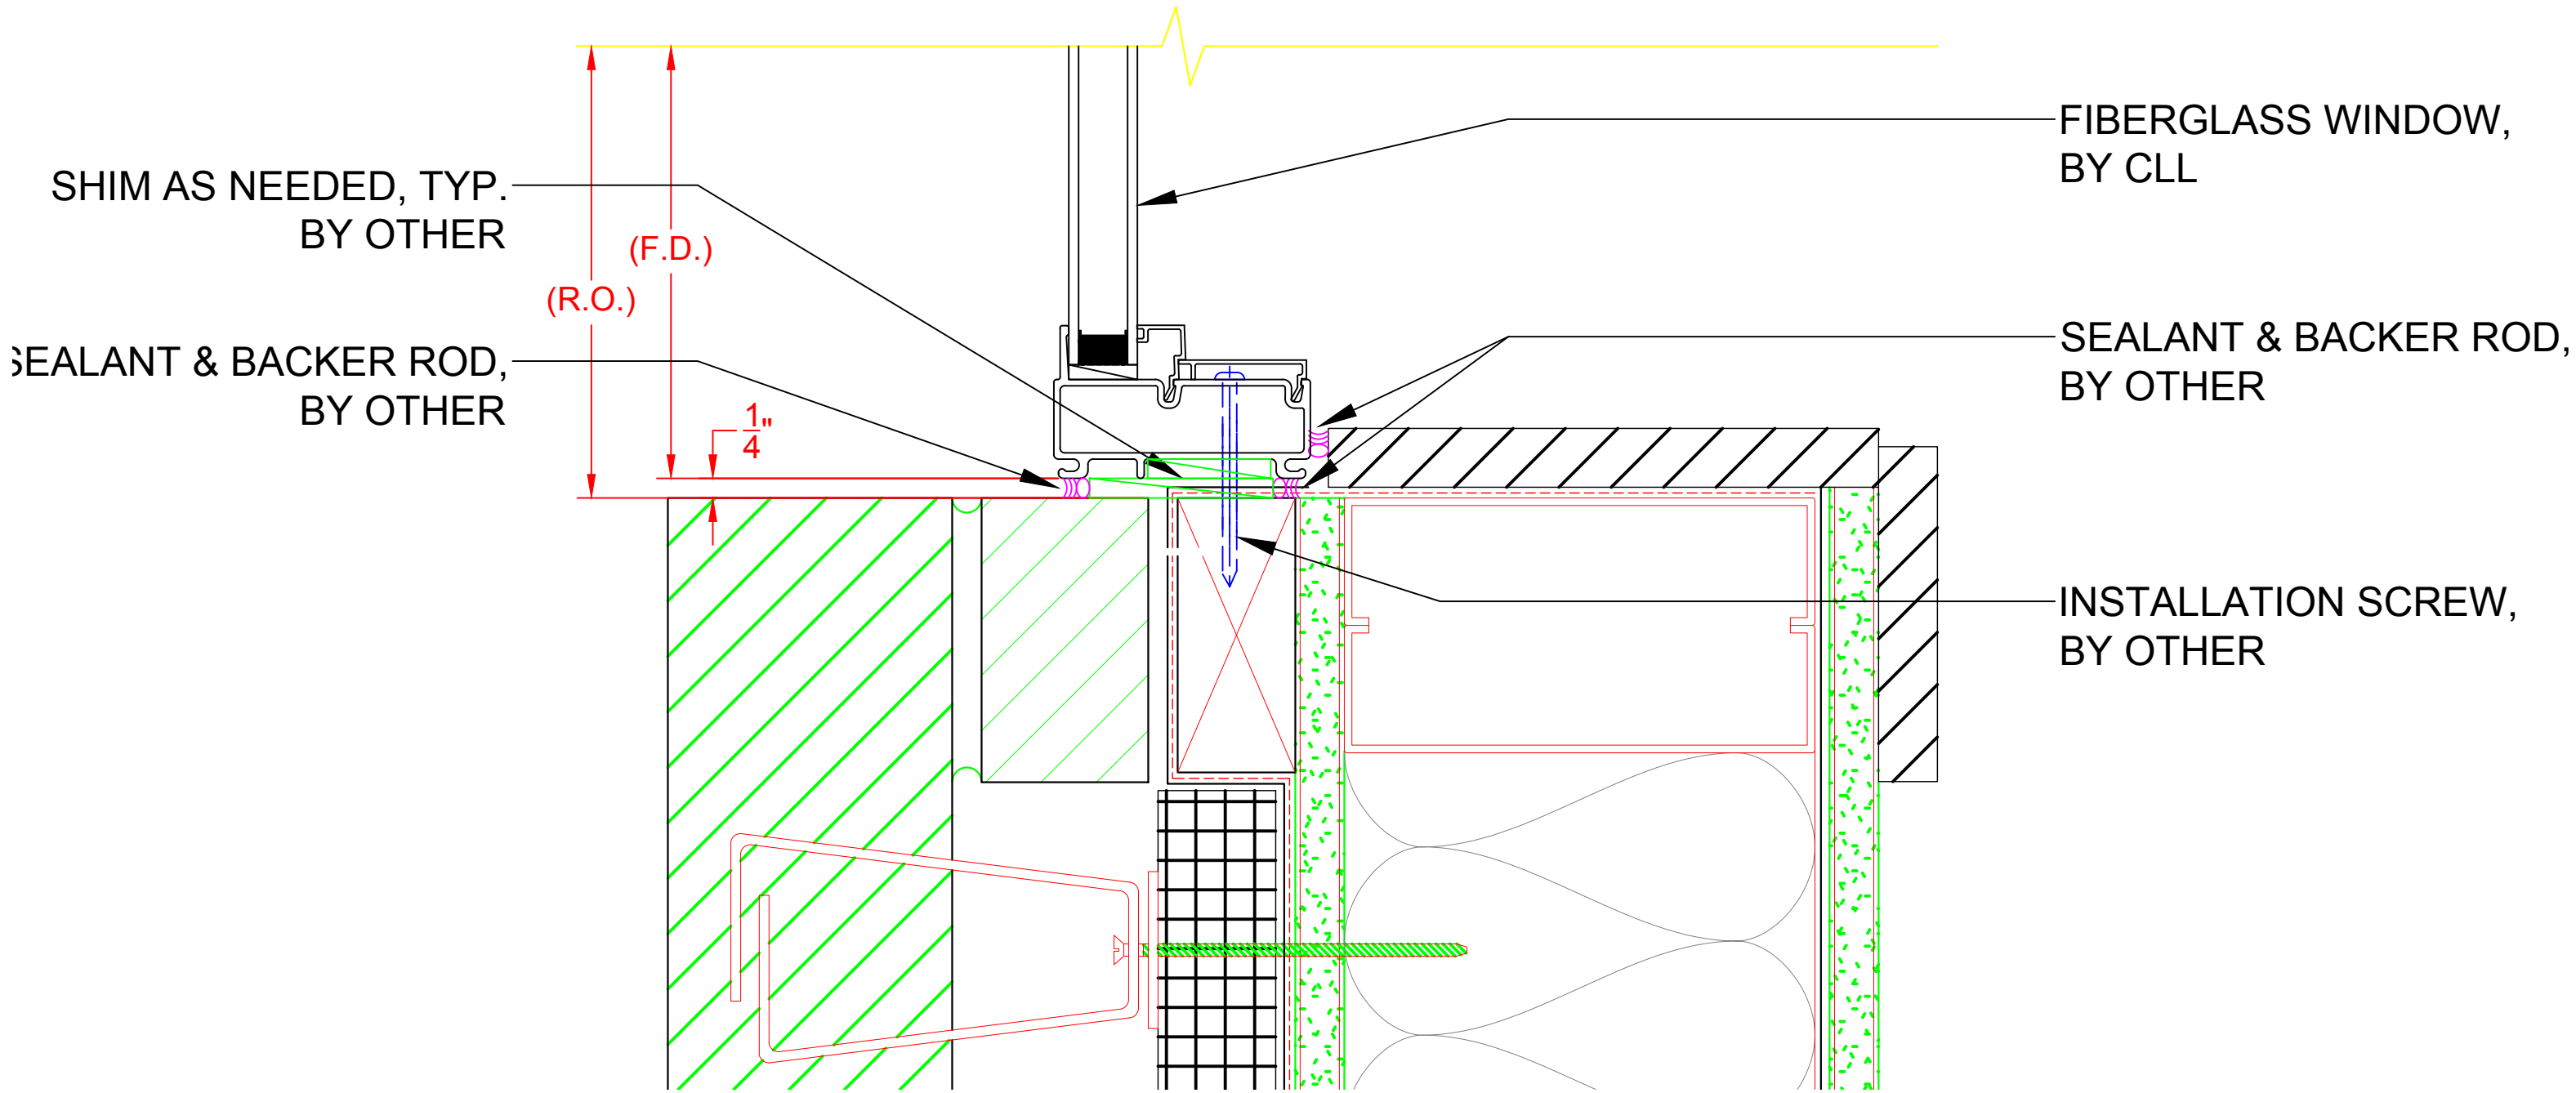 FIBERGLASS WINDOW,
BY CLL
SHIM AS NEEDED, TYP.
BY OTHER
(F.D.)
(R.O.)
SEALANT & BACKER ROD,
BY OTHER
SEALANT & BACKER ROD,
BY OTHER
1/4"
INSTALLATION SCREW,
BY OTHER